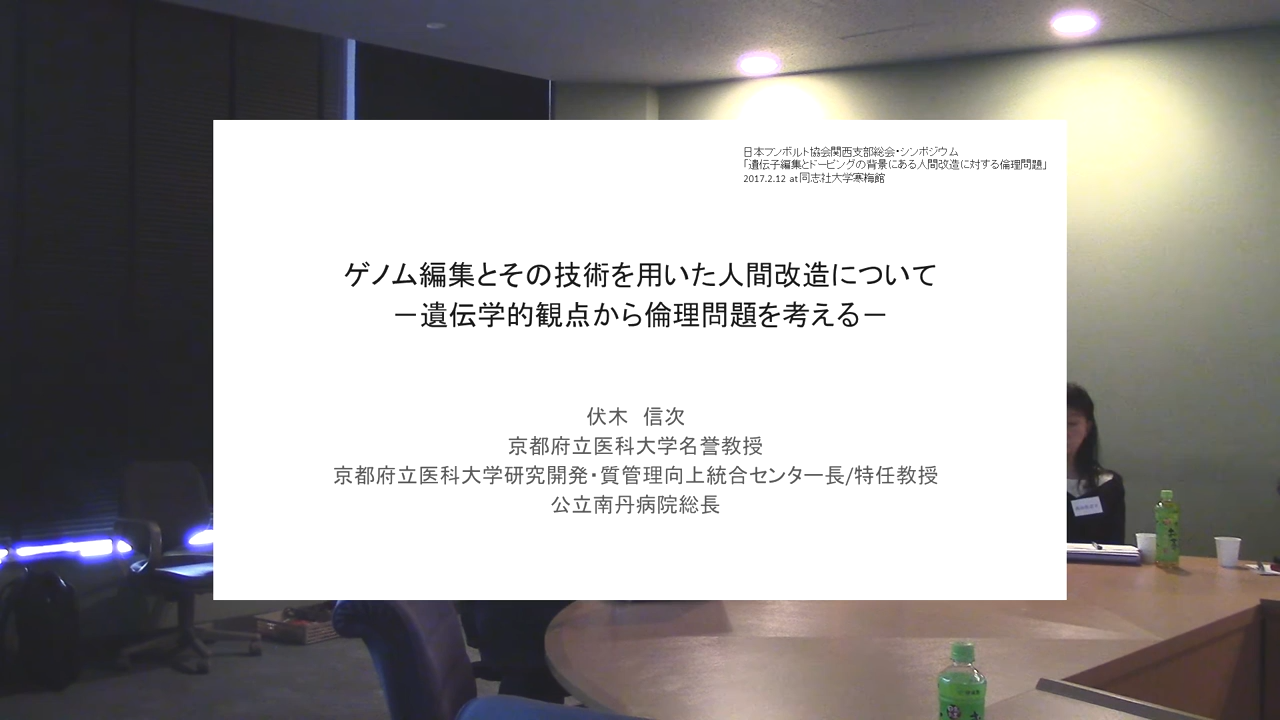 日本フンボルト協会関西支部総会・シンポジウム
「遺伝子編集とドーピングの背景にある人間改造に対する倫理問題」
2017.2.12 at 同志社大学寒梅館
ゲノム編集とその技術を用いた人間改造について
－遺伝学的観点から倫理問題を考える－
伏木 信次
京都府立医科大学名誉教授
京都府立医科大学研究開発・質管理向上統合センター長/特任教授
公立南丹病院総長